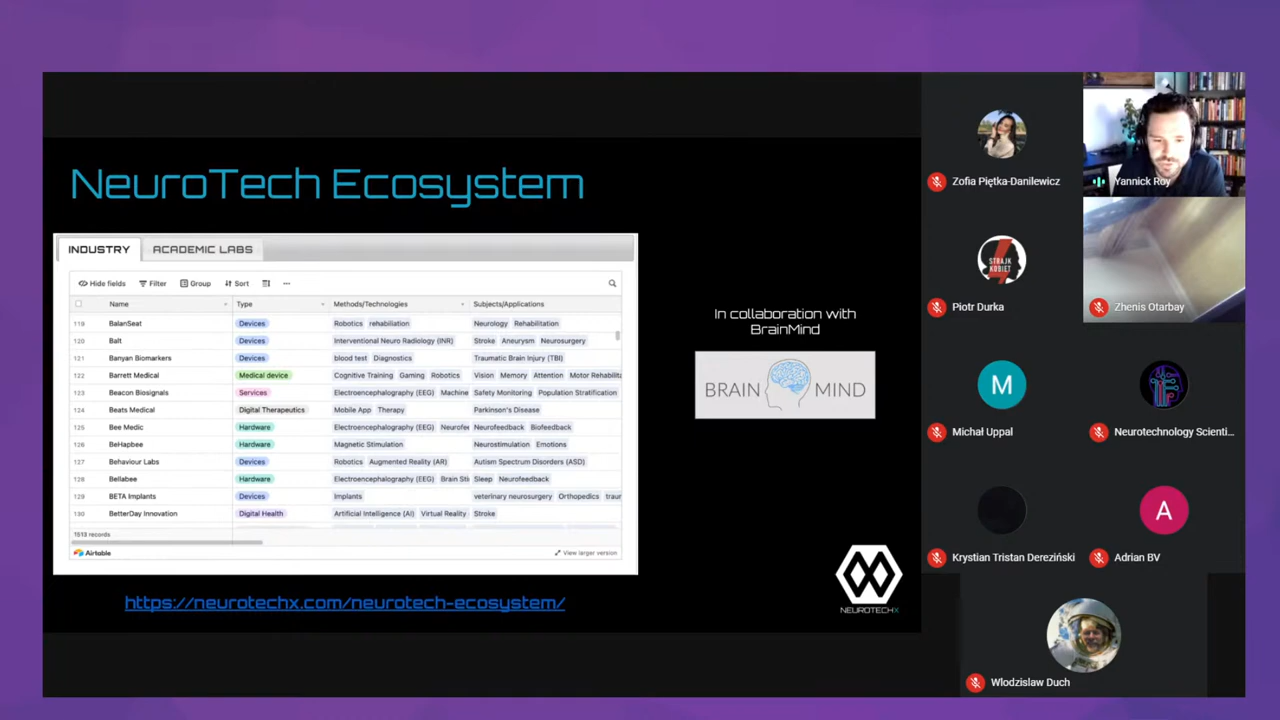 NeuroTech Ecosystem
INDUSTRY ACADEMIC LABS
Hide fields Filter Group Sort ...
Name Type Methods/Technologies Subjects/Applications
119 BalanSeat Devices Robotics rehabiliation Neurology Rehabilitation
120 Balt Devices Interventional Neuro Radiology (INR) Stroke Aneurysm Neurosurgery
121 Banyan Biomarkers Devices blood test Diagnostics Traumatic Brain Injury (TBI)
122 Barrett Medical Medical device Cognitive Training Gaming Robotics Vision Memory Attention Motor Rehabilita
123 Beacon Biosignals Services Electroencephalography (EEG) Machine Safety Monitoring Population Stratification
124 Beats Medical Digital Therapeutics Mobile App Therapy Parkinson's Disease
125 Bee Medic Hardware Electroencephalography (EEG) Neurofee Neurofeedback Biofeedback
126 BeHapbee Hardware Magnetic Stimulation Neurostimulation Emotions
127 Behaviour Labs Devices Robotics Augmented Reality (AR) Autism Spectrum Disorders (ASD)
128 Bellabee Hardware Electroencephalography (EEG) Brain Sti Sleep Neurofeedback
129 BETA Implants Devices Implants veterinary neurosurgery Orthopedics traur
130 BetterDay Innovation Digital Health Artificial Intelligence (AI) Virtual Reality Stroke
1513 records
Airtable View larger version
https://neurotechx.com/neurotech-ecosystem/
In collaboration with
BrainMind
BRAIN MIND
NEUROTECHX
Zofia Piętka-Danilewicz
Yannick Roy
STRAJK
KOBIET
Piotr Durka
Zhenis Otarbay
M
Michał Uppal
Neurotechnology Scienti...
Krystian Tristan Dereziński
A
Adrian BV
Wlodzislaw Duch